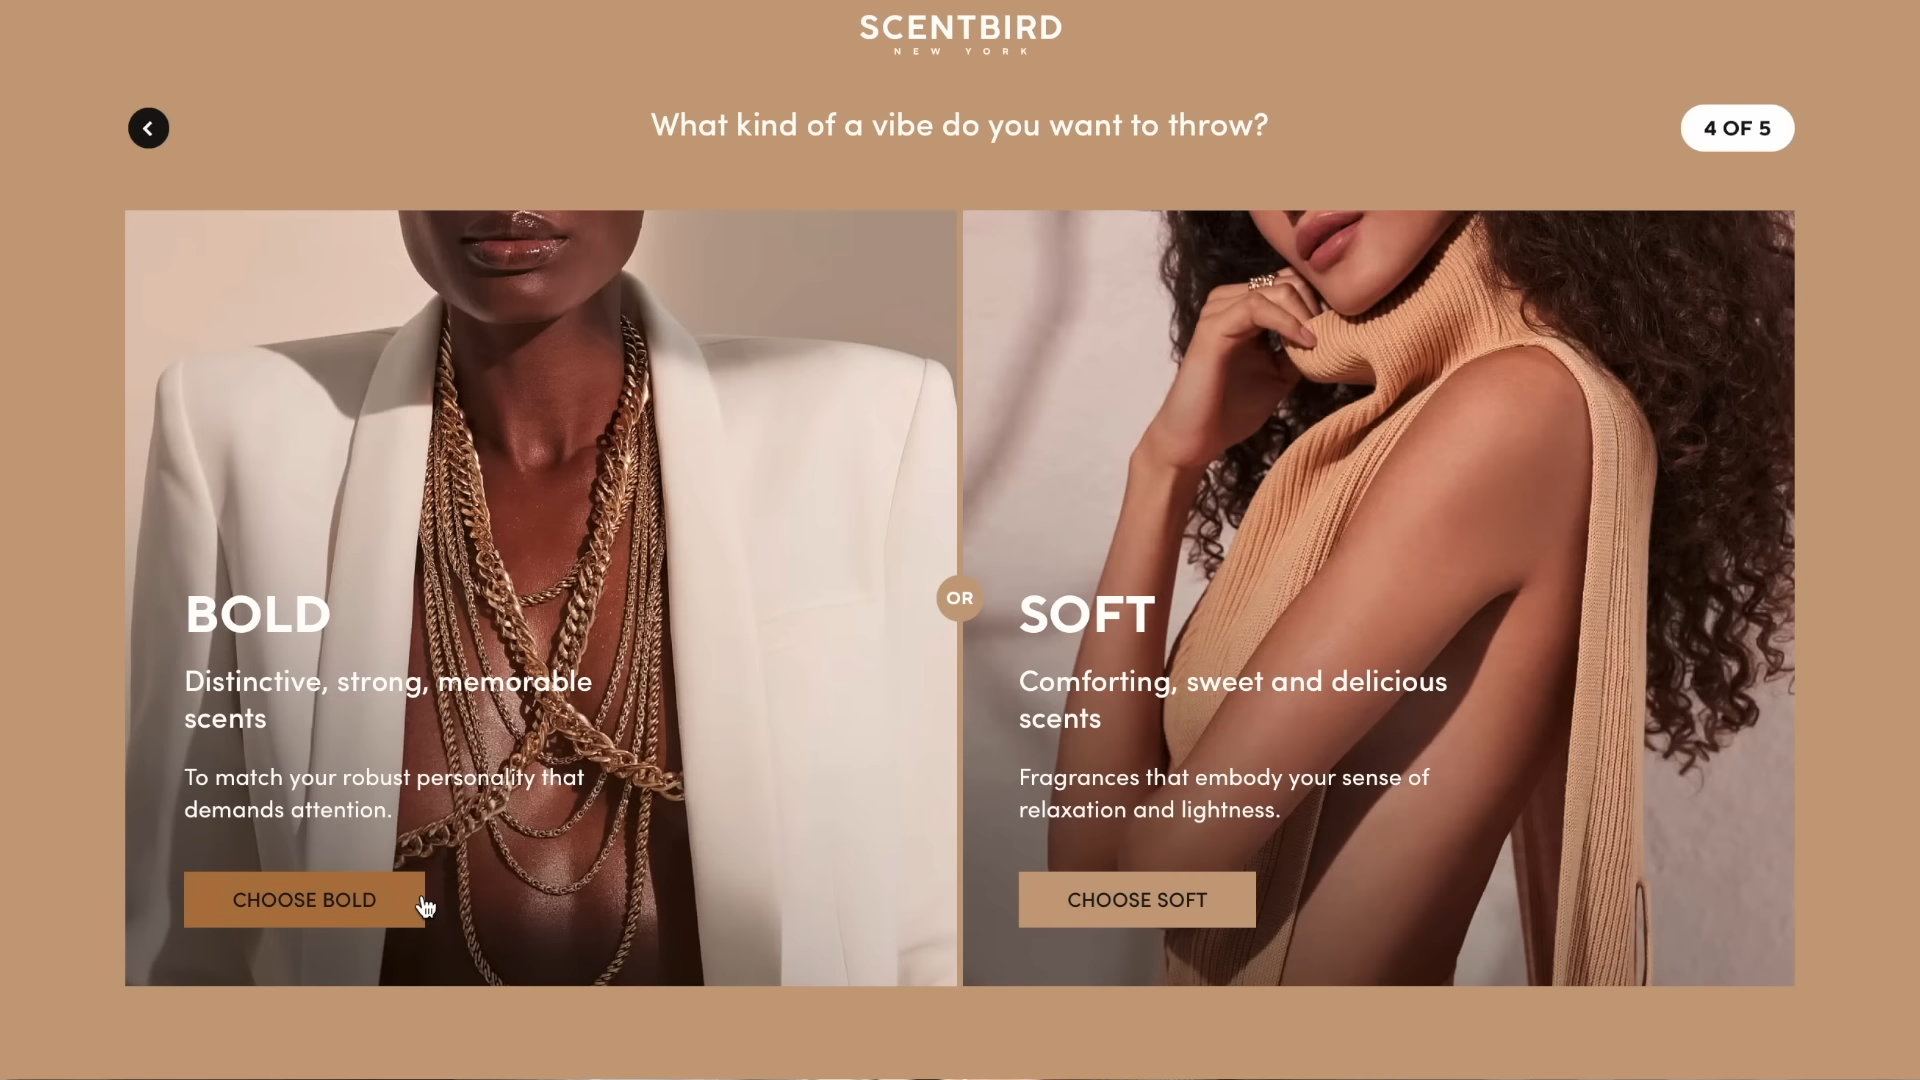 SCENTBIRD
NEW YORK
What kind of a vibe do you want to throw?
4 OF 5
BOLD
Distinctive, strong, memorable
scents
To match your robust personality that
demands attention.
CHOOSE BOLD
OR
SOFT
Comforting, sweet and delicious
scents
Fragrances that embody your sense of
relaxation and lightness.
CHOOSE SOFT